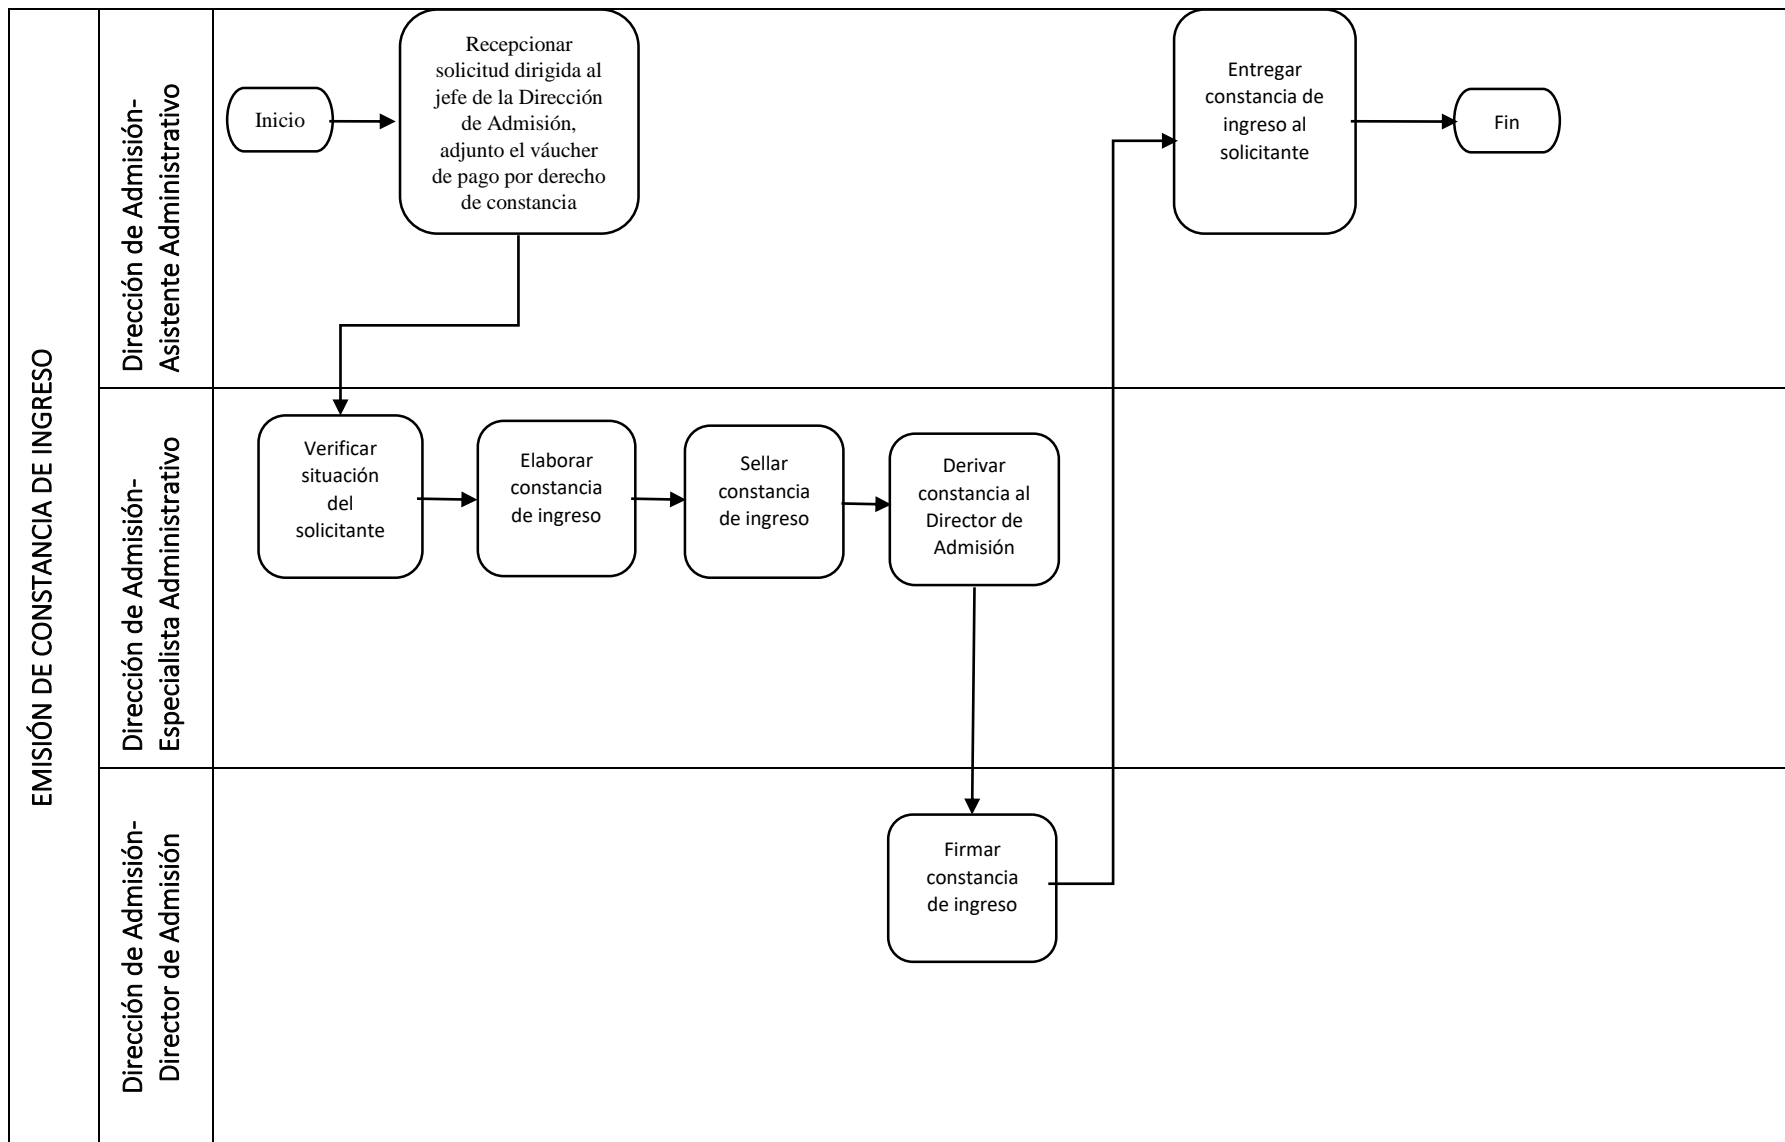 EMISIÓN DE CONSTANCIA DE INGRESO
Dirección de Admisión-
Asistente Administrativo
Inicio
Recepcionar
solicitud dirigida al
jefe de la Dirección
de Admisión,
adjunto el váucher
de pago por derecho
de constancia
Entregar
constancia de
ingreso al
solicitante
Fin
Dirección de Admisión-
Especialista Administrativo
Verificar
situación
del
solicitante
Elaborar
constancia
de ingreso
Sellar
constancia
de ingreso
Derivar
constancia al
Director de
Admisión
Dirección de Admisión-
Director de Admisión
Firmar
constancia
de ingreso